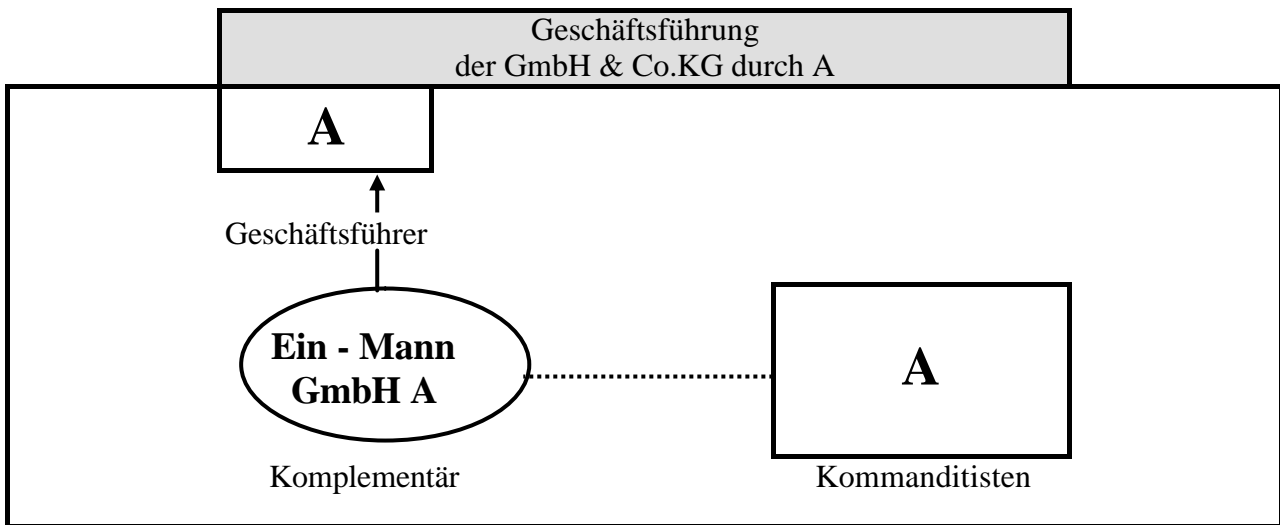 Geschäftsführung
der GmbH & Co.KG durch A
A
Geschäftsführer
Ein - Mann
GmbH A
A
Komplementär
Kommanditisten